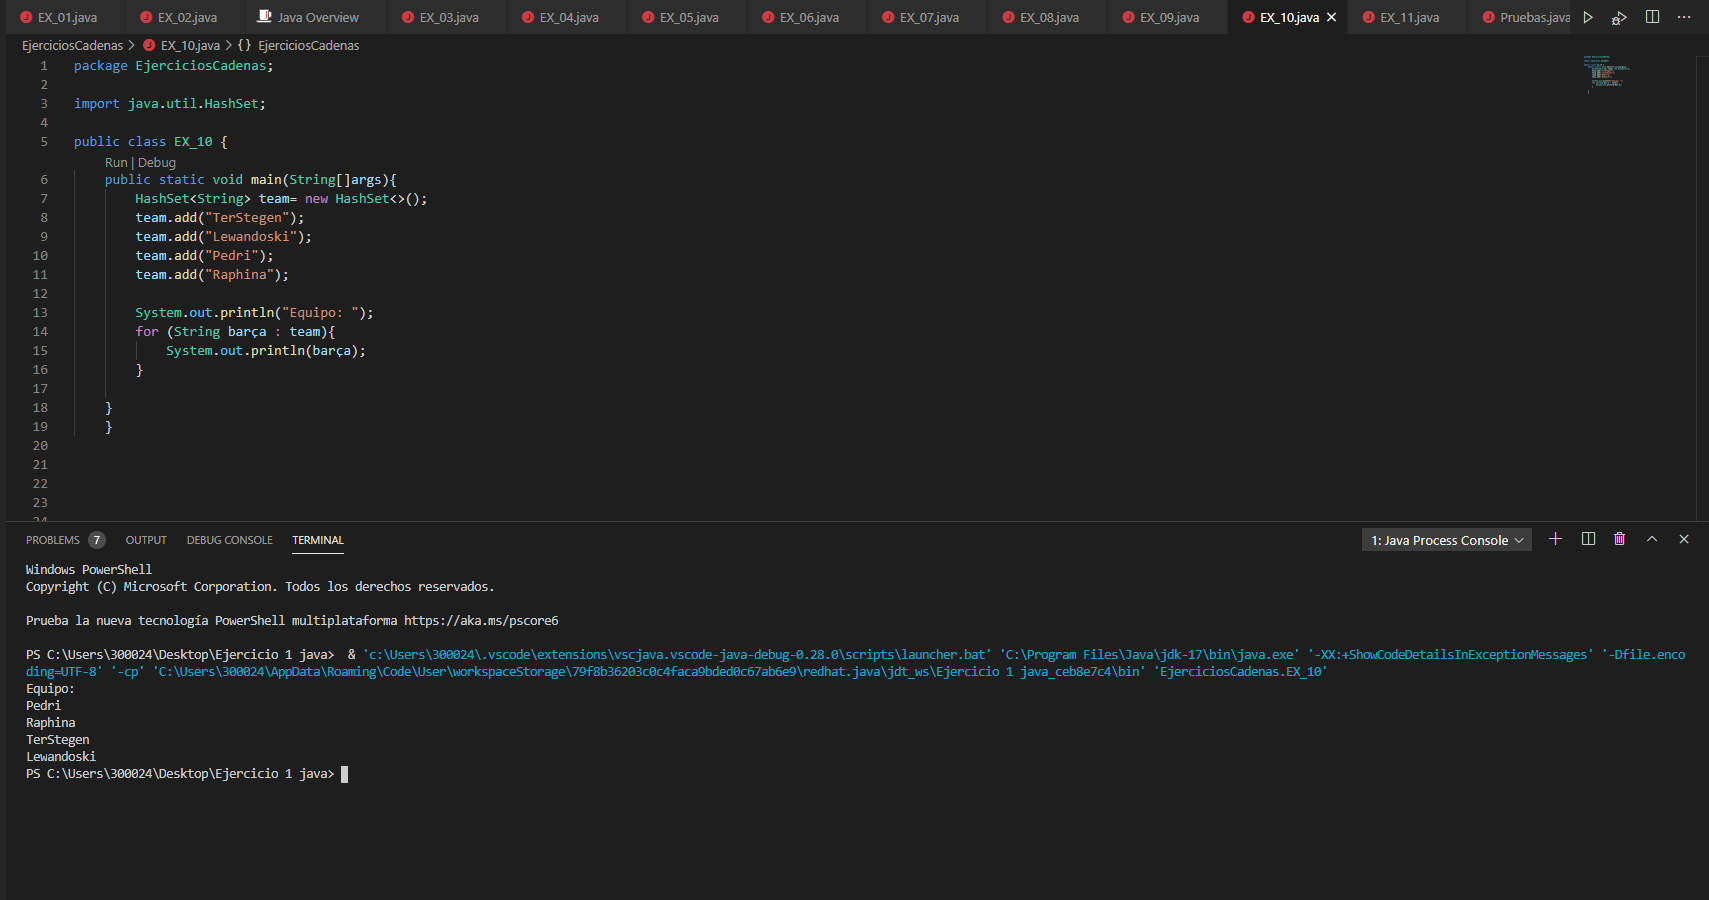 EX_01.java EX_02.java Java Overview EX_03.java EX_04.java EX_05.java EX_06.java EX_07.java EX_08.java EX_09.java EX_10.java EX_11.java Pruebas.java
EjerciciosCadenas > EX_10.java > {} EjerciciosCadenas
1 package EjerciciosCadenas;
2
3 import java.util.HashSet;
4
5 public class EX_10 {
Run | Debug
6 public static void main(String[]args){
7 HashSet<String> team= new HashSet<>();
8 team.add("TerStegen");
9 team.add("Lewandoski");
10 team.add("Pedri");
11 team.add("Raphina");
12
13 System.out.println("Equipo: ");
14 for (String barça : team){
15 System.out.println(barça);
16 }
17
18 }
19 }
20
21
22
23
24
PROBLEMS 7 OUTPUT DEBUG CONSOLE TERMINAL 1: Java Process Console
Windows PowerShell
Copyright (C) Microsoft Corporation. Todos los derechos reservados.
Prueba la nueva tecnología PowerShell multiplataforma https://aka.ms/pscore6
PS C:\Users\300024\Desktop\Ejercicio 1 java>  & 'c:\Users\300024\.vscode\extensions\vscjava.vscode-java-debug-0.28.0\scripts\launcher.bat' 'C:\Program Files\Java\jdk-17\bin\java.exe' '-XX:+ShowCodeDetailsInExceptionMessages' '-Dfile.enco
ding=UTF-8' '-cp' 'C:\Users\300024\AppData\Roaming\Code\User\workspaceStorage\79f8b36203c0c4faca9bded0c67ab6e9\redhat.java\jdt_ws\Ejercicio 1 java_ceb8e7c4\bin' 'EjerciciosCadenas.EX_10'
Equipo:
Pedri
Raphina
TerStegen
Lewandoski
PS C:\Users\300024\Desktop\Ejercicio 1 java>